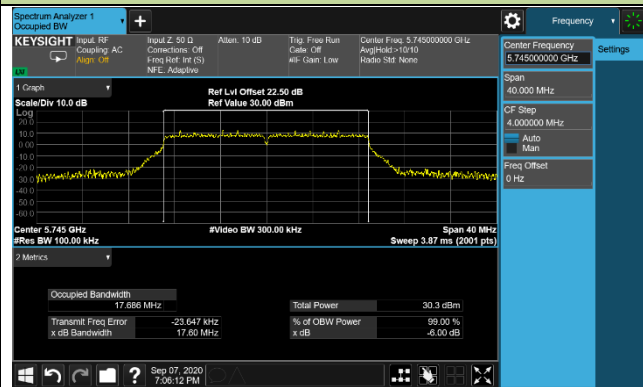 Spectrum Analyzer 1
Occupied BW
Frequency
KEYSIGHT
Input: RF
Coupling: AC
Align: Off
Input Z: 50 Ω
Corrections: Off
Freq Ref: Int (S)
NFE: Adaptive
Atten: 10 dB
Trig: Free Run
Gate: Off
#IF Gain: Low
Center Freq: 5.745000000 GHz
Avg|Hold:>10/10
Radio Std: None
Center Frequency
5.745000000 GHz
Settings
Span
40.000 MHz
CF Step
4.000000 MHz
Auto
Man
Freq Offset
0 Hz
1 Graph
Scale/Div 10.0 dB
Ref Lvl Offset 22.50 dB
Ref Value 30.00 dBm
Log
20.0
10.0
0.00
-10.0
-20.0
-30.0
-40.0
-50.0
-60.0
Center 5.745 GHz
#Res BW 100.00 kHz
#Video BW 300.00 kHz
Span 40 MHz
Sweep 3.87 ms (2001 pts)
2 Metrics
Occupied Bandwidth
17.686 MHz
Total Power 30.3 dBm
Transmit Freq Error -23.647 kHz
% of OBW Power 99.00 %
x dB Bandwidth 17.60 MHz
x dB -6.00 dB
Sep 07, 2020
7:06:12 PM